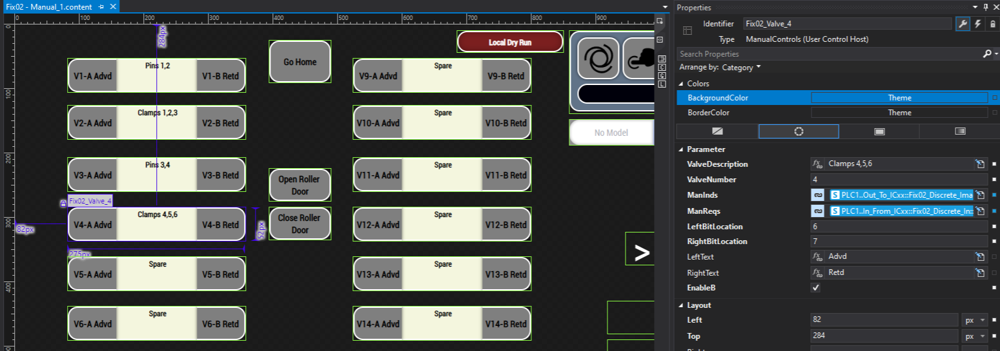 Fix02 - Manual_1.content
0 100 200 300 400 500 600 700 800 900
0
100
200
300
400
284px
Local Dry Run
Go Home
Pins 1,2
V1-A Advd V1-B Retd
Spare
V9-A Advd V9-B Retd
Clamps 1,2,3
V2-A Advd V2-B Retd
Spare
V10-A Advd V10-B Retd
No Model
Pins 3,4
V3-A Advd V3-B Retd
Open Roller
Door
Spare
V11-A Advd V11-B Retd
Fix02_Valve_4
Clamps 4,5,6
V4-A Advd V4-B Retd
82px
52px
275px
Close Roller
Door
Spare
V12-A Advd V12-B Retd
>
Spare
V5-A Advd V5-B Retd
Spare
V13-A Advd V13-B Retd
Spare
V6-A Advd V6-B Retd
Spare
V14-A Advd V14-B Retd
C
G
L
Properties
Identifier Fix02_Valve_4
Type ManualControls (User Control Host)
Search Properties
Arrange by: Category
Colors
BackgroundColor Theme
BorderColor Theme
Parameter
ValveDescription fx Clamps 4,5,6
ValveNumber 4
ManInds S PLC1..Out_To_ICxx::Fix02_Discrete_Ima
ManReqs S PLC1..In_From_ICxx::Fix02_Discrete_In:
LeftBitLocation 6
RightBitLocation 7
LeftText fx Advd
RightText fx Retd
EnableB
Layout
Left 82 px
Top 284 px